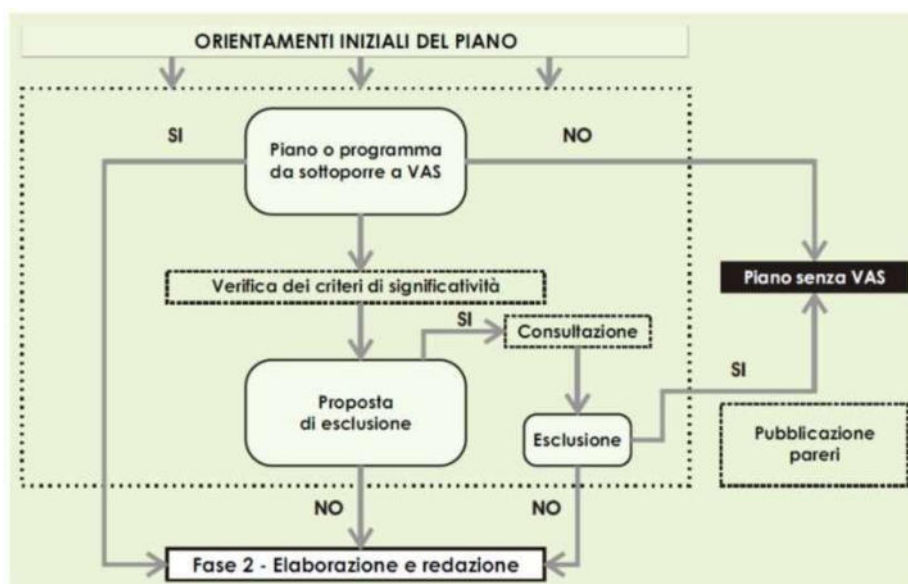 ORIENTAMENTI INIZIALI DEL PIANO
SI
NO
Piano o programma
da sottoporre a VAS
Verifica dei criteri di significatività
Piano senza VAS
SI
Consultazione
SI
Proposta
di esclusione
Esclusione
Pubblicazione
pareri
NO
NO
Fase 2 - Elaborazione e redazione